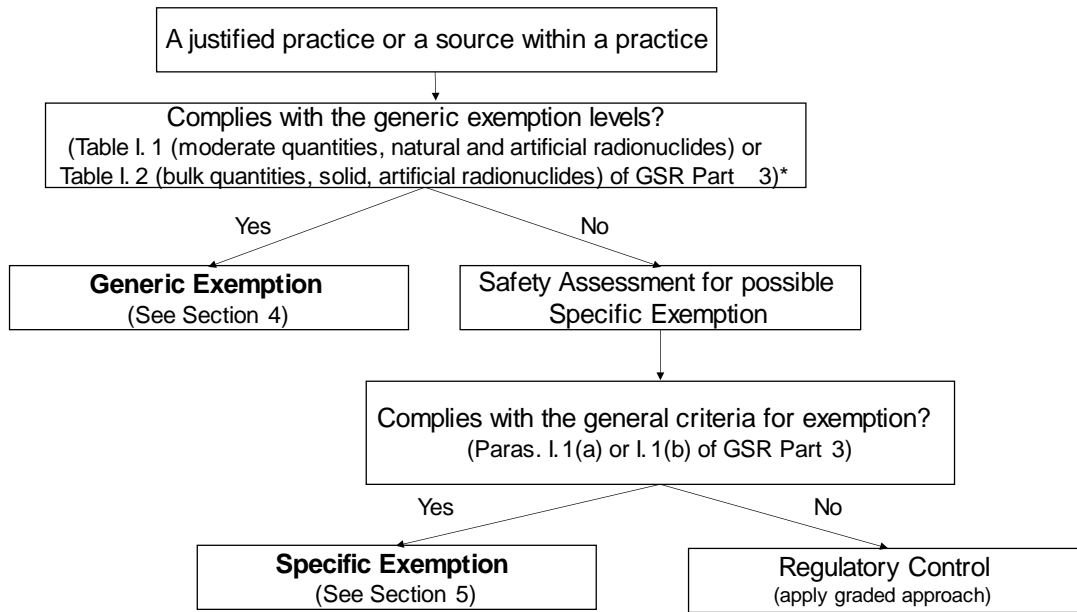 A justified practice or a source within a practice
Complies with the generic exemption levels?
(Table I. 1 (moderate quantities, natural and artificial radionuclides) or
Table I. 2 (bulk quantities, solid, artificial radionuclides) of GSR Part 3)*
Yes
No
Generic Exemption
(See Section 4)
Safety Assessment for possible
Specific Exemption
Complies with the general criteria for exemption?
(Paras. I. 1(a) or I. 1(b) of GSR Part 3)
Yes
No
Specific Exemption
(See Section 5)
Regulatory Control
(apply graded approach)